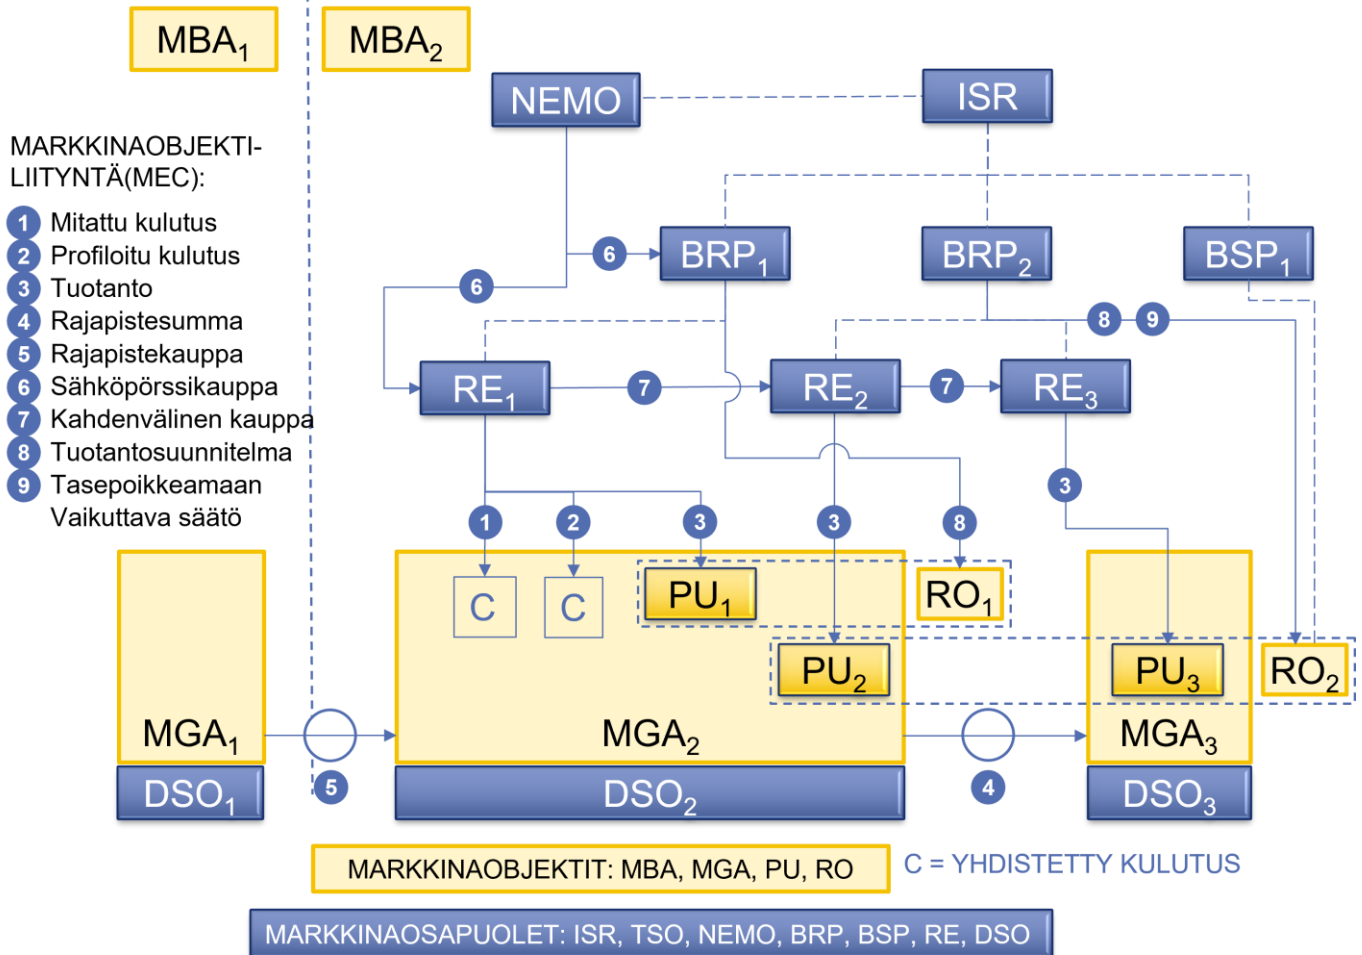 MBA1
MBA2
NEMO
ISR
MARKKINAOBJEKTI-
LIITYNTÄ(MEC):
1 Mitattu kulutus
2 Profiloitu kulutus
3 Tuotanto
4 Rajapistesumma
5 Rajapistekauppa
6 Sähköpörssikauppa
7 Kahdenvälinen kauppa
8 Tuotantosuunnitelma
9 Tasepoikkeamaan
Vaikuttava säätö
6
BRP1
BRP2
BSP1
6
8
9
RE1
7
RE2
7
RE3
3
1
2
3
3
8
C
C
PU1
RO1
PU2
PU3
RO2
MGA1
MGA2
MGA3
DSO1
5
DSO2
4
DSO3
MARKKINAOBJEKTIT: MBA, MGA, PU, RO
C = YHDISTETTY KULUTUS
MARKKINAOSAPUOLET: ISR, TSO, NEMO, BRP, BSP, RE, DSO